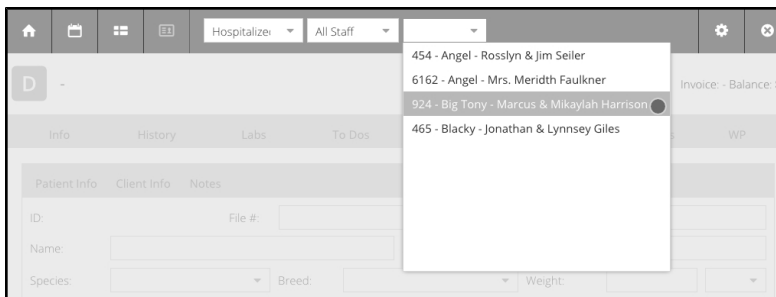 Hospitalize All Staff
454 - Angel - Rosslyn & Jim Seiler
6162 - Angel - Mrs. Meridth Faulkner
924 - Big Tony - Marcus & Mikaylah Harrison
465 - Blacky - Jonathan & Lynnsey Giles
D -
Invoice: - Balance:
Info History Labs To Dos WP
Patient Info Client Info Notes
ID: File #:
Name:
Species: Breed: Weight: